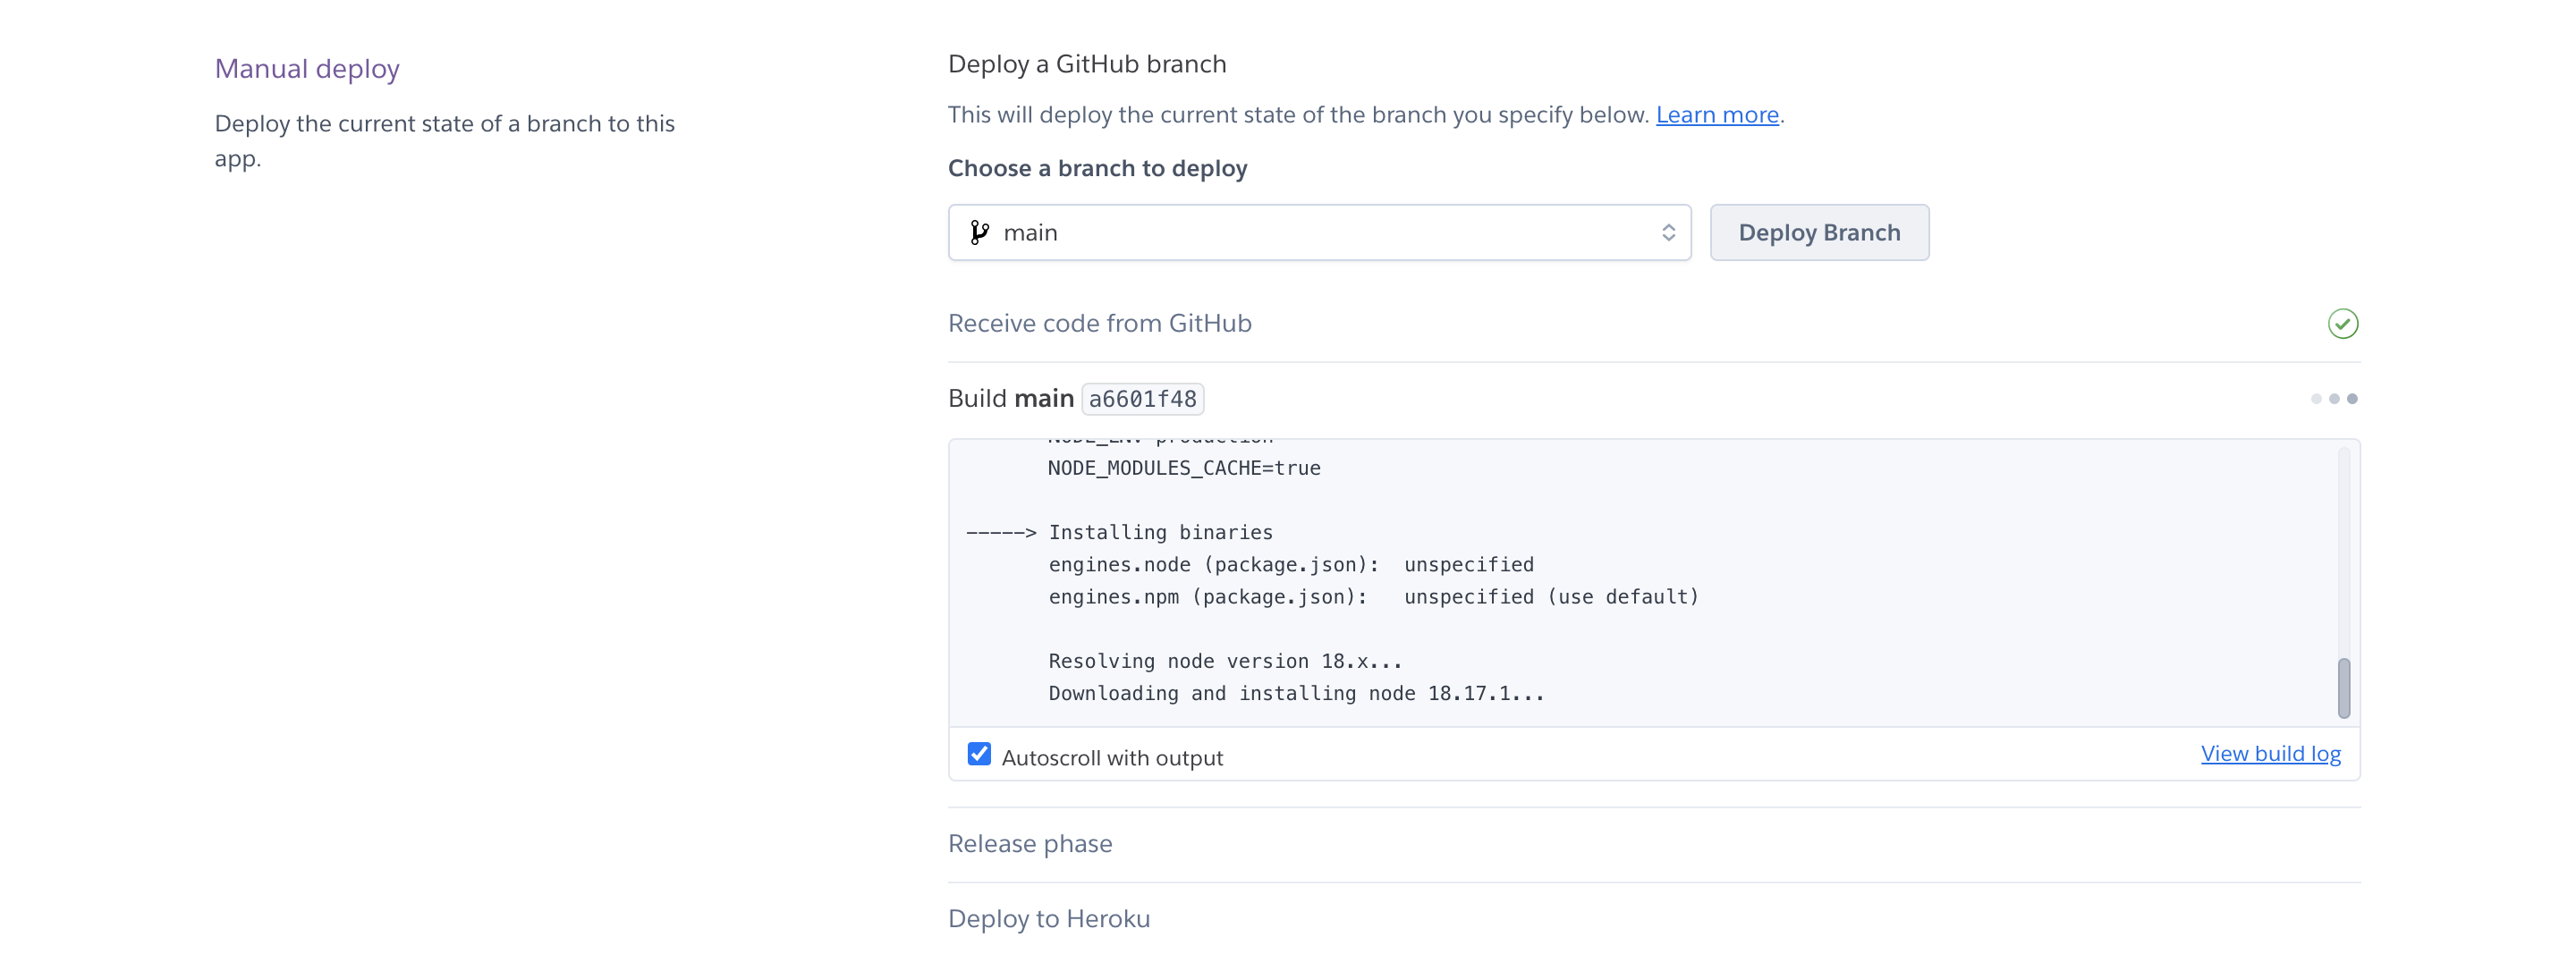 Manual deploy
Deploy the current state of a branch to this
app.
Deploy a GitHub branch
This will deploy the current state of the branch you specify below. Learn more.
Choose a branch to deploy
main
Deploy Branch
Receive code from GitHub
Build main a6601f48
NODE_MODULES_CACHE=true
-----> Installing binaries
engines.node (package.json):  unspecified
engines.npm (package.json):   unspecified (use default)
Resolving node version 18.x...
Downloading and installing node 18.17.1...
Autoscroll with output
View build log
Release phase
Deploy to Heroku